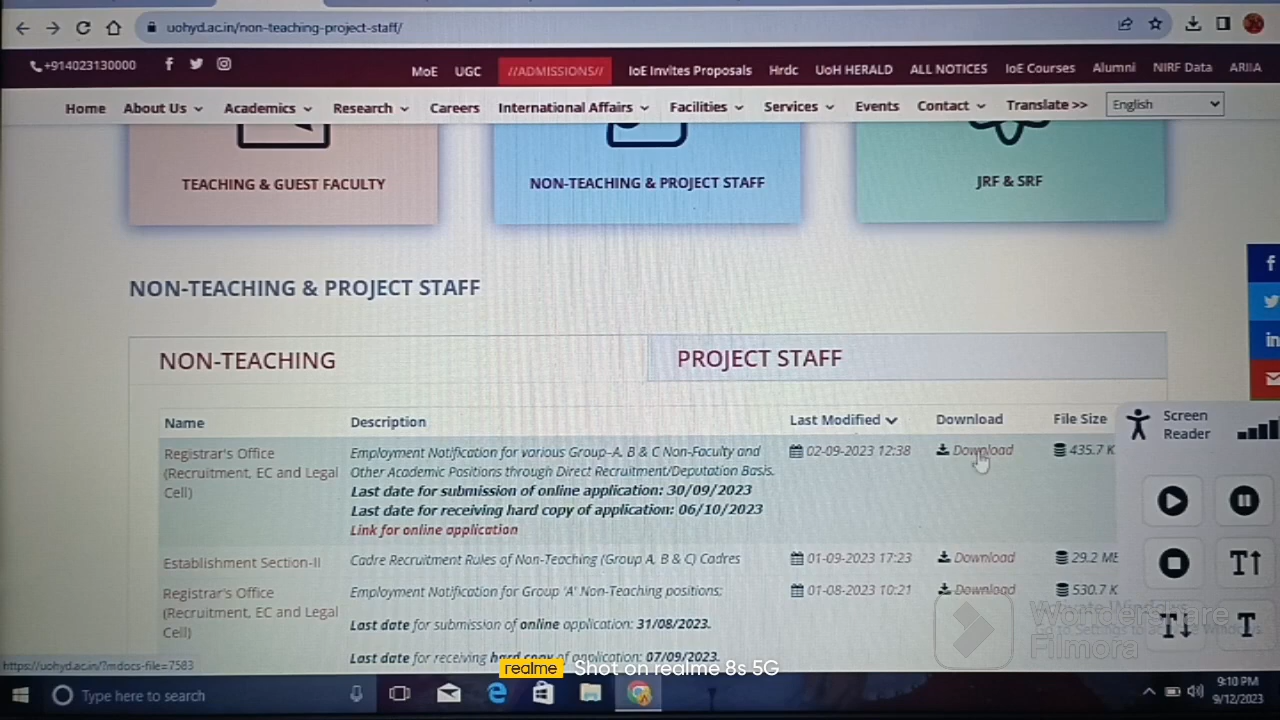 uohyd.ac.in/non-teaching-project-staff/
+914023130000
MoE UGC //ADMISSIONS// IoE Invites Proposals Hrdc UoH HERALD ALL NOTICES IoE Courses Alumni NIRF Data ARIIA
Home About Us Academics Research Careers International Affairs Facilities Services Events Contact Translate >> English
TEACHING & GUEST FACULTY
NON-TEACHING & PROJECT STAFF
JRF & SRF
NON-TEACHING & PROJECT STAFF
NON-TEACHING
PROJECT STAFF
Name Description Last Modified Download File Size
Registrar's Office
(Recruitment, EC and Legal
Cell)
Employment Notification for various Group-A, B & C Non-Faculty and
Other Academic Positions through Direct Recruitment/Deputation Basis.
Last date for submission of online application: 30/09/2023
Last date for receiving hard copy of application: 06/10/2023
Link for online application
02-09-2023 12:38 Download 435.7 K
Establishment Section-II Cadre Recruitment Rules of Non-Teaching (Group A, B & C) Cadres 01-09-2023 17:23 Download 29.2 ME
Registrar's Office
(Recruitment, EC and Legal
Cell)
Employment Notification for Group 'A' Non-Teaching positions:
Last date for submission of online application: 31/08/2023.
Last date for receiving hard copy of application: 07/09/2023.
01-08-2023 10:21 Download 530.7 K
Screen
Reader
T↑
T↓
T
Wondershare
Filmora
https://uohyd.ac.in/?mdocs-file=7583
realme Shot on realme 8s 5G
Type here to search
9:10 PM
9/12/2023